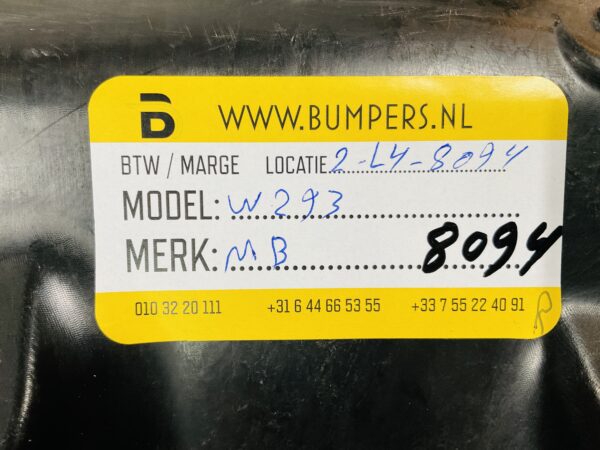 B WWW.BUMPERS.NL
BTW / MARGE LOCATIE 2-L4-8094
MODEL: W293
MERK: MB 8094
010 32 20 111 +31 6 44 66 53 55 +33 7 55 22 40 91